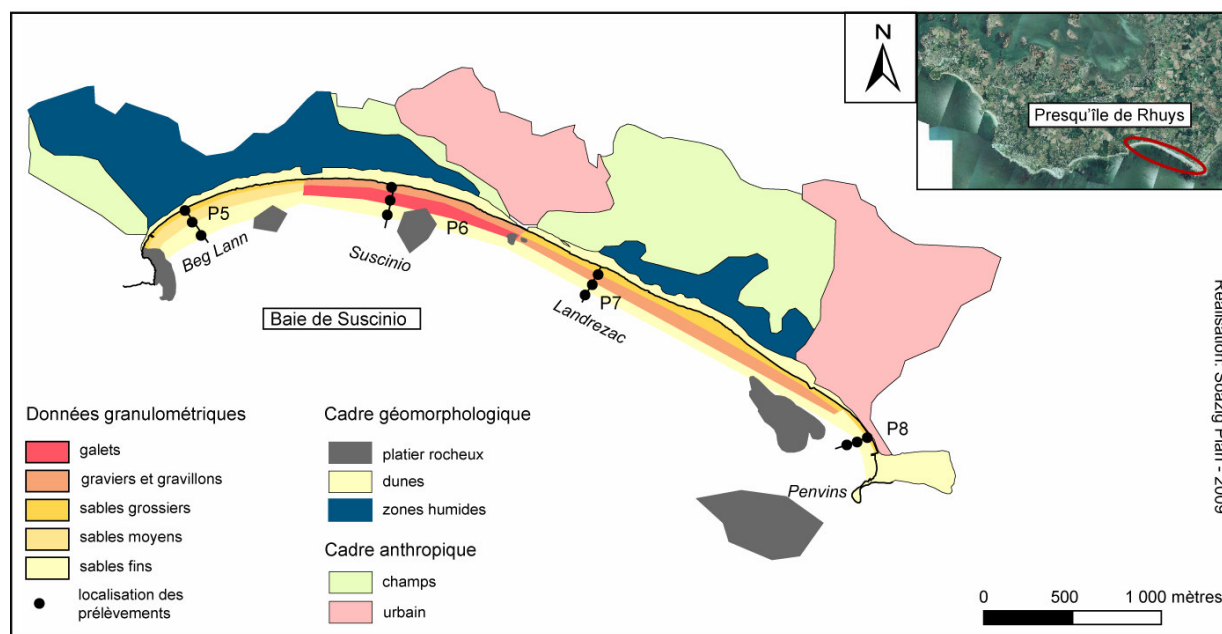 N
Presqu'île de Rhuys
P5
Beg Lann
Suscinio
P6
P7
Landrezac
Baie de Suscinio
P8
Penvins
Données granulométriques
galets
graviers et gravillons
sables grossiers
sables moyens
sables fins
localisation des
prélèvements
Cadre géomorphologique
platier rocheux
dunes
zones humides
Cadre anthropique
champs
urbain
0 500 1 000 mètres
Réalisation: Soazig Pian - 2009